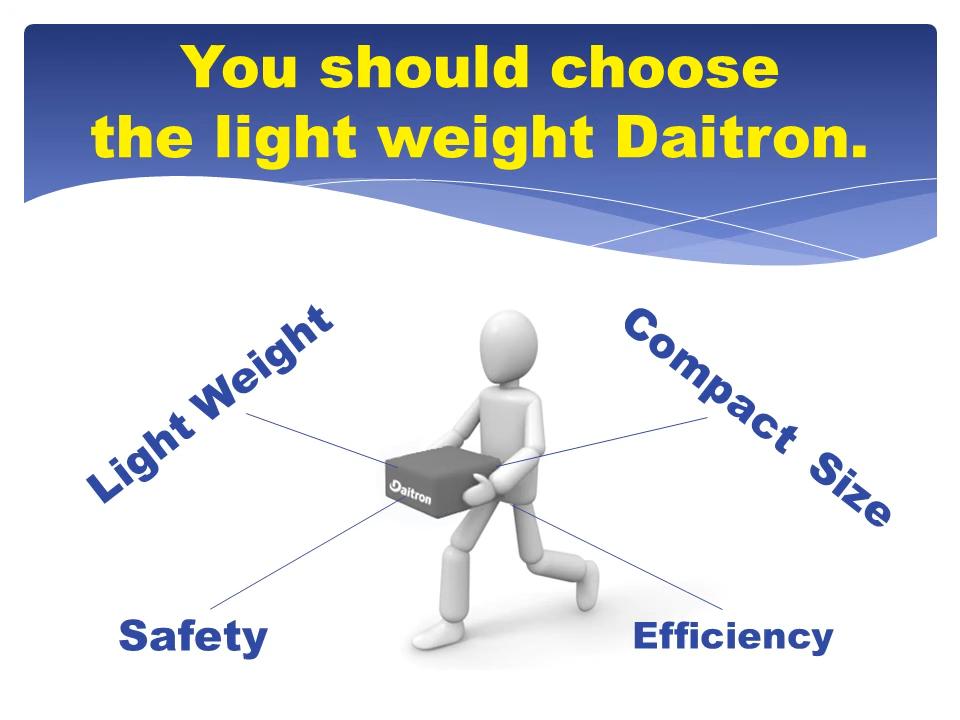 You should choose
the light weight Daitron.
Light Weight
Compact Size
Daitron
Safety
Efficiency